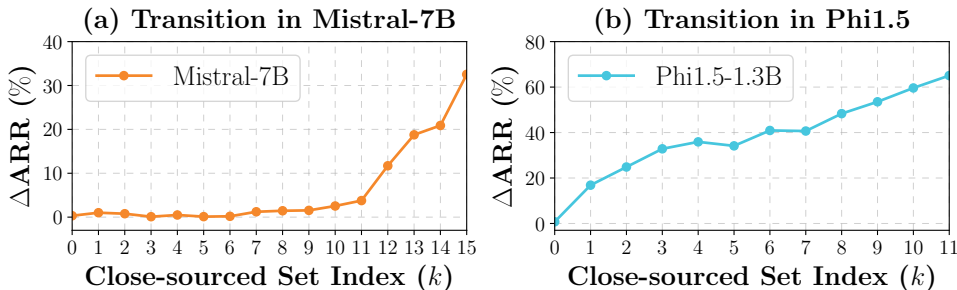 (a) Transition in Mistral-7B
ΔARR (%)
40
30
20
10
0
Mistral-7B
0 1 2 3 4 5 6 7 8 9 10 11 12 13 14 15
Close-sourced Set Index (k)
(b) Transition in Phi1.5
ΔARR (%)
80
60
40
20
0
Phi1.5-1.3B
0 1 2 3 4 5 6 7 8 9 10 11
Close-sourced Set Index (k)